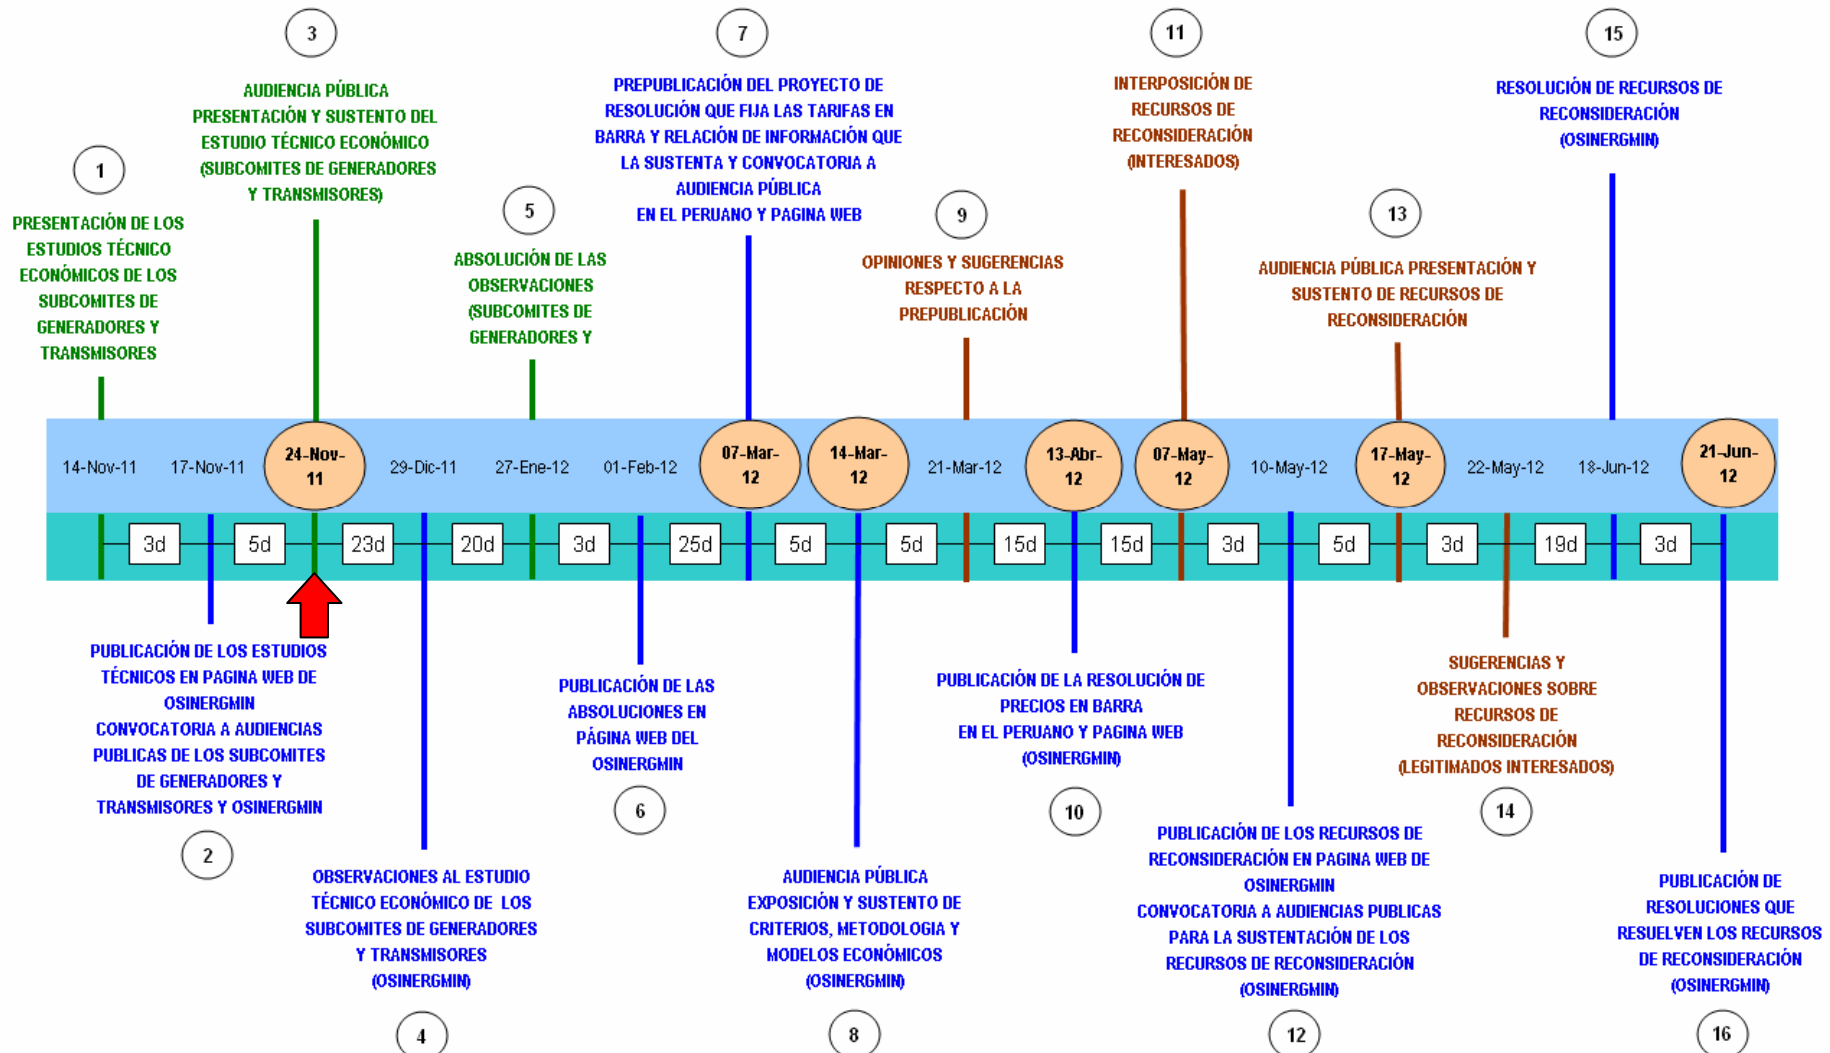 3
7
11
15
AUDIENCIA PÚBLICA
PRESENTACIÓN Y SUSTENTO DEL
ESTUDIO TÉCNICO ECONÓMICO
(SUBCOMITES DE GENERADORES
Y TRANSMISORES)
PREPUBLICACIÓN DEL PROYECTO DE
RESOLUCIÓN QUE FIJA LAS TARIFAS EN
BARRA Y RELACIÓN DE INFORMACIÓN QUE
LA SUSTENTA Y CONVOCATORIA A
AUDIENCIA PÚBLICA
EN EL PERUANO Y PAGINA WEB
INTERPOSICIÓN DE
RECURSOS DE
RECONSIDERACIÓN
(INTERESADOS)
RESOLUCIÓN DE RECURSOS DE
RECONSIDERACIÓN
(OSINERGMIN)
1
PRESENTACIÓN DE LOS
ESTUDIOS TÉCNICO
ECONÓMICOS DE LOS
SUBCOMITES DE
GENERADORES Y
TRANSMISORES
5
ABSOLUCIÓN DE LAS
OBSERVACIONES
(SUBCOMITES DE
GENERADORES Y
9
OPINIONES Y SUGERENCIAS
RESPECTO A LA
PREPUBLICACIÓN
13
AUDIENCIA PÚBLICA PRESENTACIÓN Y
SUSTENTO DE RECURSOS DE
RECONSIDERACIÓN
14-Nov-11
17-Nov-11
24-Nov-
11
29-Dic-11
27-Ene-12
01-Feb-12
07-Mar-
12
14-Mar-
12
21-Mar-12
13-Abr-
12
07-May-
12
10-May-12
17-May-
12
22-May-12
18-Jun-12
21-Jun-
12
3d
5d
23d
20d
3d
25d
5d
5d
15d
15d
3d
5d
3d
19d
3d
PUBLICACIÓN DE LOS ESTUDIOS
TÉCNICOS EN PAGINA WEB DE
OSINERGMIN
CONVOCATORIA A AUDIENCIAS
PUBLICAS DE LOS SUBCOMITES
DE GENERADORES Y
TRANSMISORES Y OSINERGMIN
2
OBSERVACIONES AL ESTUDIO
TÉCNICO ECONÓMICO DE LOS
SUBCOMITES DE GENERADORES
Y TRANSMISORES
(OSINERGMIN)
4
PUBLICACIÓN DE LAS
ABSOLUCIONES EN
PÁGINA WEB DEL
OSINERGMIN
6
AUDIENCIA PÚBLICA
EXPOSICIÓN Y SUSTENTO DE
CRITERIOS, METODOLOGIA Y
MODELOS ECONÓMICOS
(OSINERGMIN)
8
PUBLICACIÓN DE LA RESOLUCIÓN DE
PRECIOS EN BARRA
EN EL PERUANO Y PAGINA WEB
(OSINERGMIN)
10
PUBLICACIÓN DE LOS RECURSOS DE
RECONSIDERACIÓN EN PAGINA WEB DE
OSINERGMIN
CONVOCATORIA A AUDIENCIAS PUBLICAS
PARA LA SUSTENTACIÓN DE LOS
RECURSOS DE RECONSIDERACIÓN
(OSINERGMIN)
12
SUGERENCIAS Y
OBSERVACIONES SOBRE
RECURSOS DE
RECONSIDERACIÓN
(LEGITIMADOS INTERESADOS)
14
PUBLICACIÓN DE
RESOLUCIONES QUE
RESUELVEN LOS RECURSOS
DE RECONSIDERACIÓN
(OSINERGMIN)
16